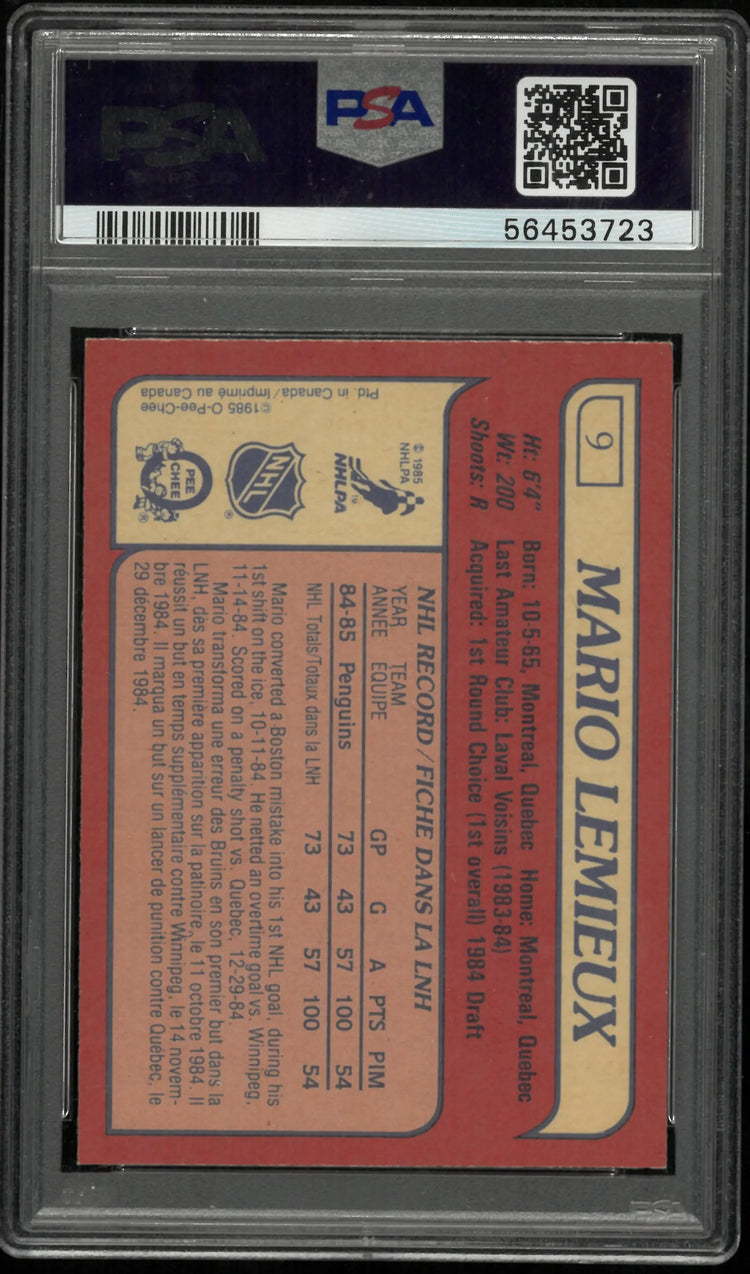 PSA
PSA
56453723
9
MARIO LEMIEUX
Ht: 6'4" Born: 10-5-65, Montreal, Quebec Home: Montreal, Quebec
Wt: 200 Last Amateur Club: Laval Voisins (1983-84)
Shoots: R Acquired: 1st Round Choice (1st overall) 1984 Draft
© 1985
NHLPA
TM
NHLPA
NHL
®
O
PEE
CHEE
®
©1985 O-Pee-Chee
Ptd. in Canada/Imprimé au Canada
NHL RECORD/FICHE DANS LA LNH
YEAR TEAM
ANNÉE ÉQUIPE GP G A PTS PIM
84-85 Penguins 73 43 57 100 54
NHL Totals/Totaux dans la LNH 73 43 57 100 54
Mario converted a Boston mistake into his 1st NHL goal, during his
1st shift on the ice, 10-11-84. He netted an overtime goal vs. Winnipeg,
11-14-84. Scored on a penalty shot vs. Quebec, 12-29-84.
Mario transforma une erreur des Bruins en son premier but dans la
LNH, dès sa première apparition sur la patinoire, le 11 octobre 1984. Il
réussit un but en temps supplémentaire contre Winnipeg, le 14 novem-
bre 1984. Il marqua un but sur un lancer de punition contre Québec, le
29 décembre 1984.
PSA